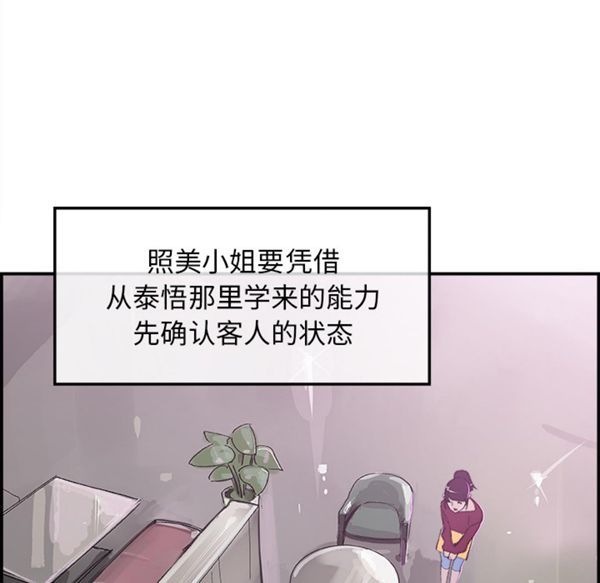 照美小姐要凭借
从泰悟那里学来的能力
先确认客人的状态